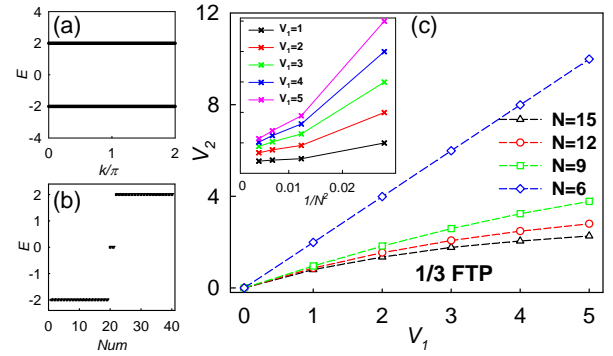 (a)
4
2
0
-2
-4
E
0
1
2
k/π
(b)
2
1
0
-1
-2
E
0
10
20
30
40
Num
(c)
12
8
4
0
V₂
V₁=1
V₁=2
V₁=3
V₁=4
V₁=5
0
0.01
0.02
1/N²
N=15
N=12
N=9
N=6
1/3 FTP
0
1
2
3
4
5
V₁